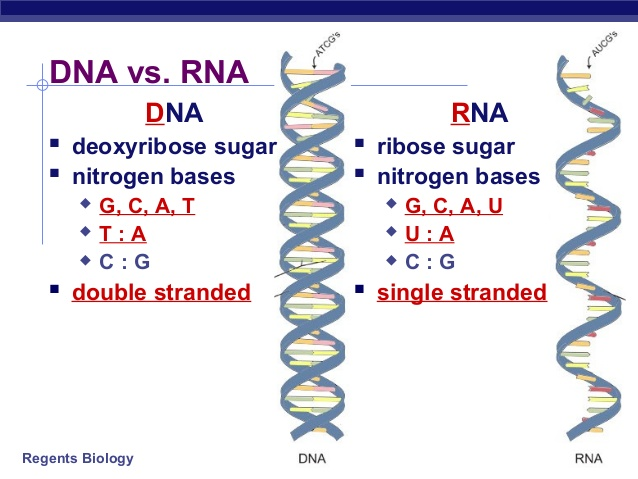 DNA vs. RNA
DNA
deoxyribose sugar
nitrogen bases
G, C, A, T
T : A
C : G
double stranded
ATCG's
DNA
RNA
ribose sugar
nitrogen bases
G, C, A, U
U : A
C : G
single stranded
AUCG's
RNA
Regents Biology